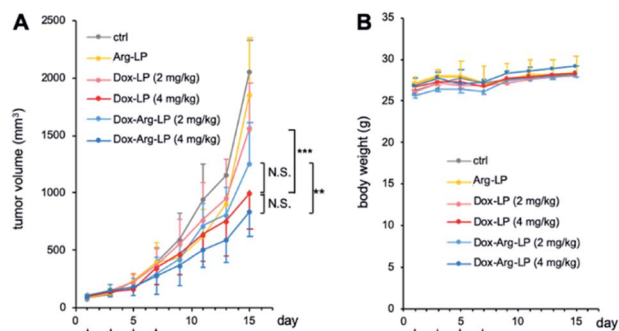 A
2500
2000
1500
1000
500
0
tumor volume (mm³)
ctrl
Arg-LP
Dox-LP (2 mg/kg)
Dox-LP (4 mg/kg)
Dox-Arg-LP (2 mg/kg)
Dox-Arg-LP (4 mg/kg)
N.S.
N.S.
***
**
0
5
10
15
day
B
35
30
25
20
15
10
5
0
body weight (g)
ctrl
Arg-LP
Dox-LP (2 mg/kg)
Dox-LP (4 mg/kg)
Dox-Arg-LP (2 mg/kg)
Dox-Arg-LP (4 mg/kg)
0
5
10
15
day